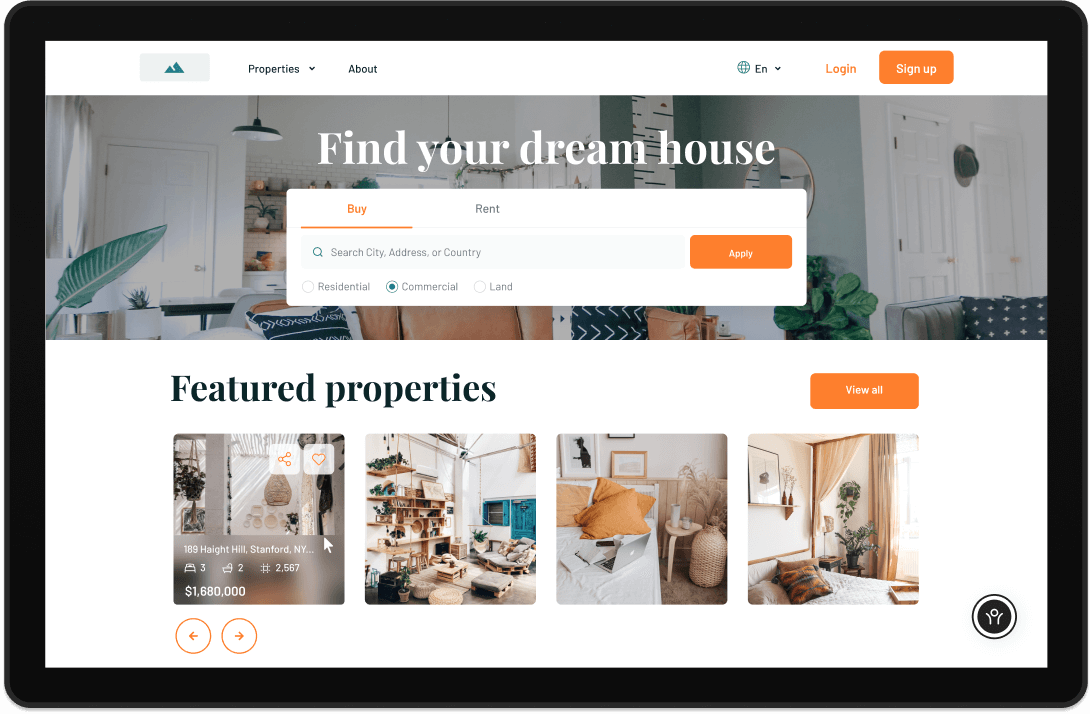 Properties
About
En
Login
Sign up
Find your dream house
Buy
Rent
Search City, Address, or Country
Apply
Residential
Commercial
Land
Featured properties
View all
189 Haight Hill, Stanford, NY...
3
2
2,567
$1,680,000